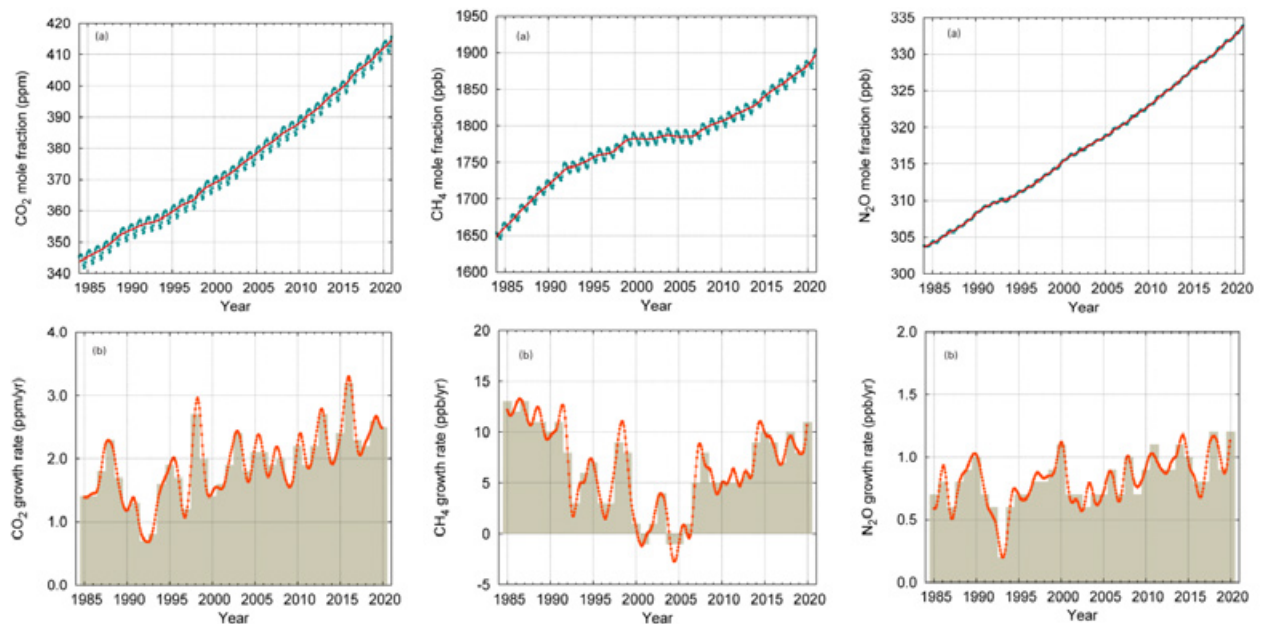 (a)
CO2 mole fraction (ppm)
420
410
400
390
380
370
360
350
340
1985 1990 1995 2000 2005 2010 2015 2020
Year
(a)
CH4 mole fraction (ppb)
1950
1900
1850
1800
1750
1700
1650
1600
1985 1990 1995 2000 2005 2010 2015 2020
Year
(a)
N2O mole fraction (ppb)
335
330
325
320
315
310
305
300
1985 1990 1995 2000 2005 2010 2015 2020
Year
(b)
CO2 growth rate (ppm/yr)
4.0
3.0
2.0
1.0
0.0
1985 1990 1995 2000 2005 2010 2015 2020
Year
(b)
CH4 growth rate (ppb/yr)
20
15
10
5
0
-5
1985 1990 1995 2000 2005 2010 2015 2020
Year
(b)
N2O growth rate (ppb/yr)
2.0
1.5
1.0
0.5
0.0
1985 1990 1995 2000 2005 2010 2015 2020
Year